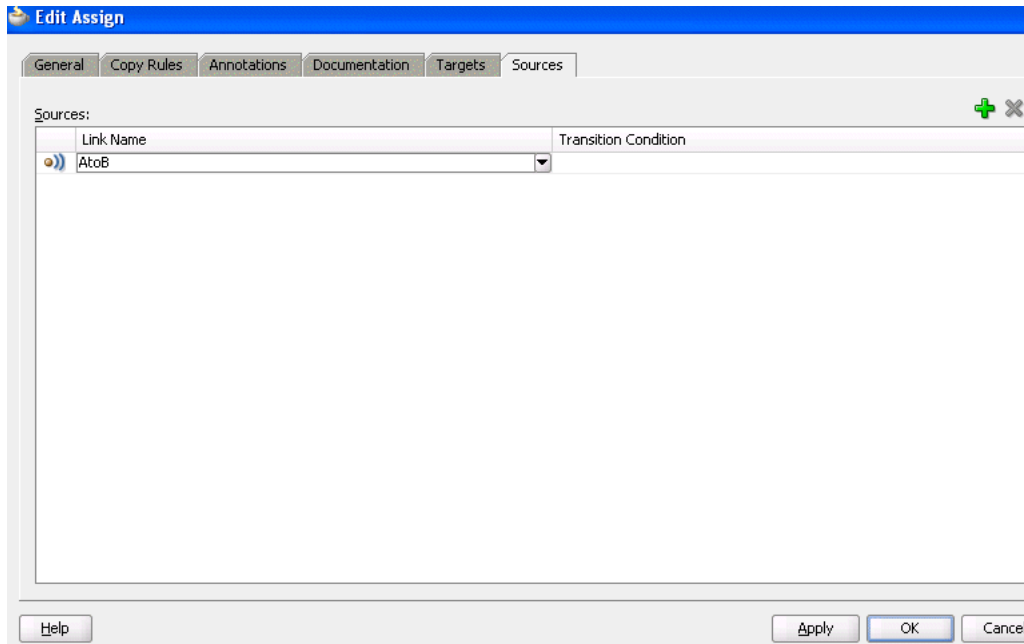 Edit Assign
General Copy Rules Annotations Documentation Targets Sources
Sources:
Link Name Transition Condition
AtoB
Help Apply OK Cance